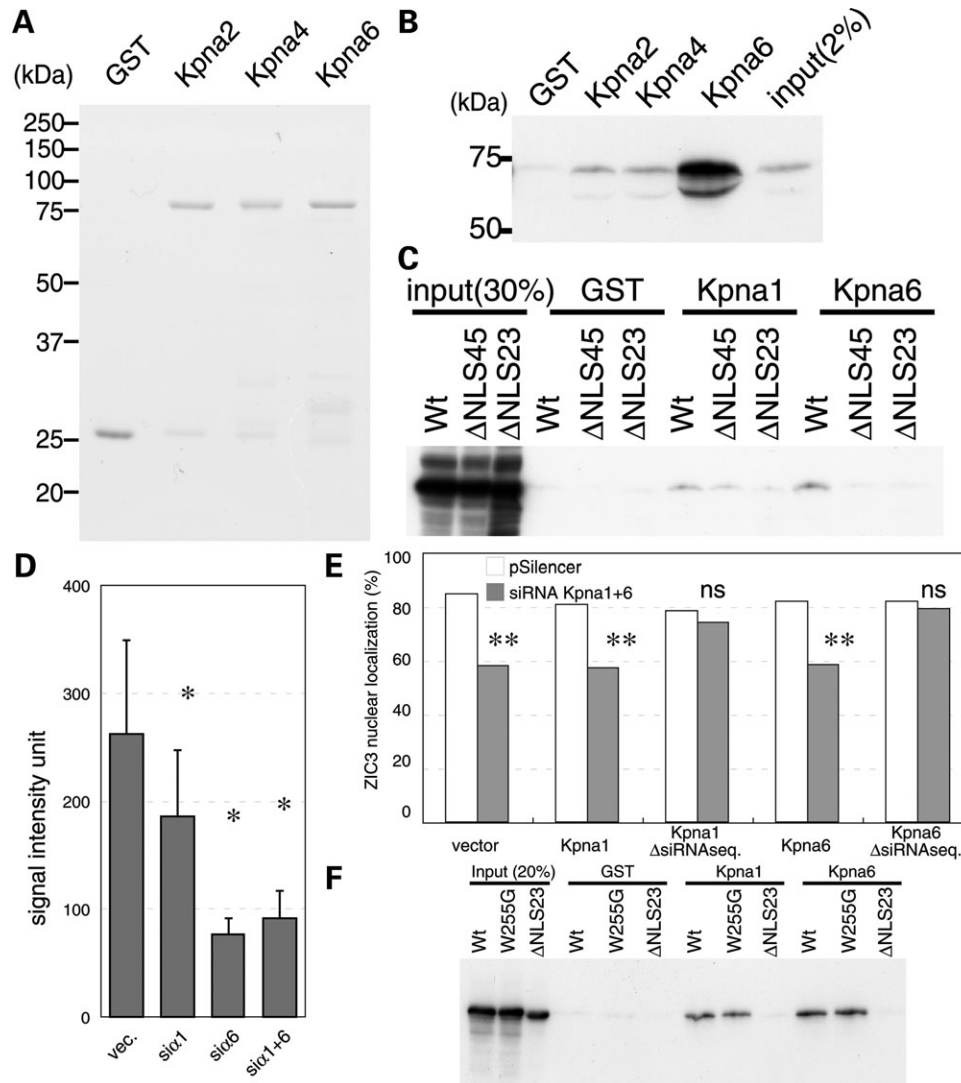 A
(kDa)
GST
Kpna2
Kpna4
Kpna6
250
150
100
75
50
37
25
20
B
(kDa)
GST
Kpna2
Kpna4
Kpna6
input(2%)
75
50
C
input(30%) GST Kpna1 Kpna6
Wt ΔNLS45 ΔNLS23 Wt ΔNLS45 ΔNLS23 Wt ΔNLS45 ΔNLS23 Wt ΔNLS45 ΔNLS23
D
signal intensity unit
400
300
200
100
0
*
*
*
vec. siα1 siα6 siα1+6
E
ZIC3 nuclear localization (%)
100
80
60
40
20
0
pSilencer
siRNA Kpna1+6
** ** ns ** ns
vector Kpna1 Kpna1 ΔsiRNAseq. Kpna6 Kpna6 ΔsiRNAseq.
F
Input (20%) GST Kpna1 Kpna6
Wt W255G ΔNLS23 Wt W255G ΔNLS23 Wt W255G ΔNLS23 Wt W255G ΔNLS23